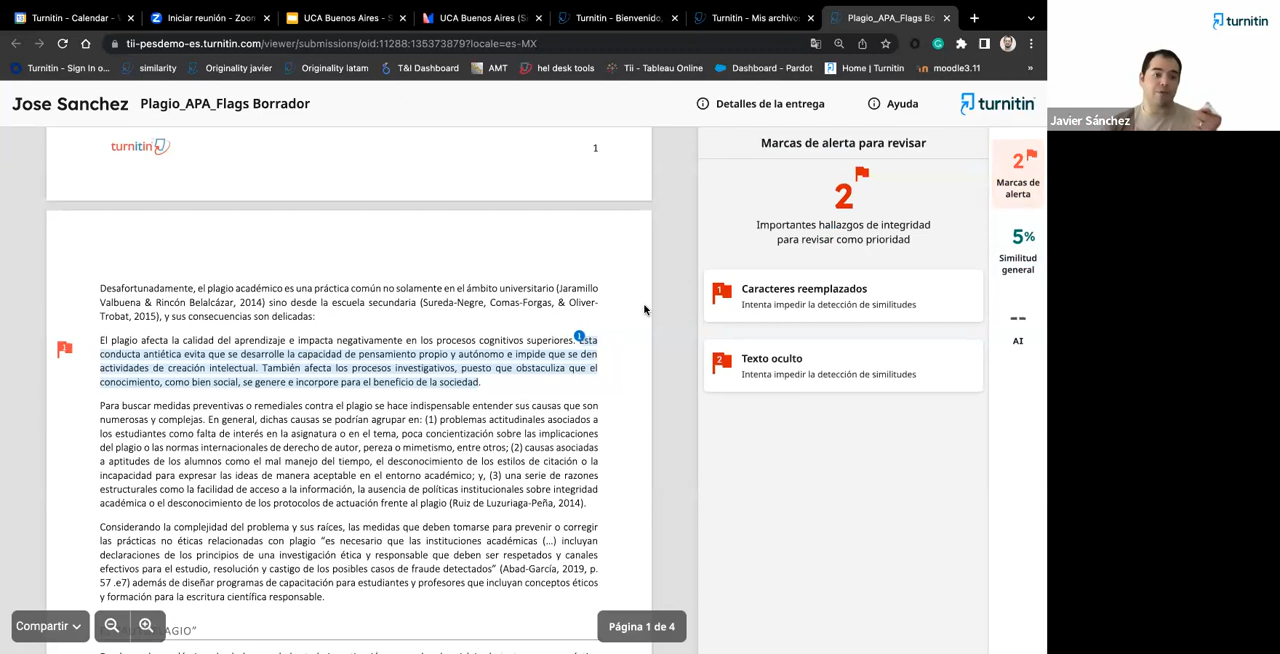 Turnitin - Calendar -
Iniciar reunión - Zoon
UCA Buenos Aires - S
UCA Buenos Aires (S
Turnitin - Bienvenido,
Turnitin - Mis archivo
Plagio_APA_Flags Bo
tii-pesdemo-es.turnitin.com/viewer/submissions/oid:11288:135373879?locale=es-MX
Turnitin - Sign In o...
similarity
Originality javier
Originality latam
T&I Dashboard
AMT
hel desk tools
Tii - Tableau Online
Dashboard - Pardot
Home | Turnitin
moodle3.11
»
turnitin
Javier Sánchez
Jose Sanchez
Plagio_APA_Flags Borrador
Detalles de la entrega
Ayuda
turnitin
turnitin
1
Desafortunadamente, el plagio académico es una práctica común no solamente en el ámbito universitario (Jaramillo
Valbuena & Rincón Belalcázar, 2014) sino desde la escuela secundaria (Sureda-Negre, Comas-Forgas, & Oliver-
Trobat, 2015), y sus consecuencias son delicadas:
El plagio afecta la calidad del aprendizaje e impacta negativamente en los procesos cognitivos superiores. Esta
conducta antiética evita que se desarrolle la capacidad de pensamiento propio y autónomo e impide que se den
actividades de creación intelectual. También afecta los procesos investigativos, puesto que obstaculiza que el
conocimiento, como bien social, se genere e incorpore para el beneficio de la sociedad.
1
1
Para buscar medidas preventivas o remediales contra el plagio se hace indispensable entender sus causas que son
numerosas y complejas. En general, dichas causas se podrían agrupar en: (1) problemas actitudinales asociados a
los estudiantes como falta de interés en la asignatura o en el tema, poca concientización sobre las implicaciones
del plagio o las normas internacionales de derecho de autor, pereza o mimetismo, entre otros; (2) causas asociadas
a aptitudes de los alumnos como el mal manejo del tiempo, el desconocimiento de los estilos de citación o la
incapacidad para expresar las ideas de manera aceptable en el entorno académico; y, (3) una serie de razones
estructurales como la facilidad de acceso a la información, la ausencia de políticas institucionales sobre integridad
académica o el desconocimiento de los protocolos de actuación frente al plagio (Ruiz de Luzuriaga-Peña, 2014).
Considerando la complejidad del problema y sus raíces, las medidas que deben tomarse para prevenir o corregir
las prácticas no éticas relacionadas con plagio “es necesario que las instituciones académicas (…) incluyan
declaraciones de los principios de una investigación ética y responsable que deben ser respetados y canales
efectivos para el estudio, resolución y castigo de los posibles casos de fraude detectados” (Abad-García, 2019, p.
57 .e7) además de diseñar programas de capacitación para estudiantes y profesores que incluyan conceptos éticos
y formación para la escritura científica responsable.
Compartir
Página 1 de 4
Marcas de alerta para revisar
2
Importantes hallazgos de integridad
para revisar como prioridad
1
Caracteres reemplazados
Intenta impedir la detección de similitudes
2
Texto oculto
Intenta impedir la detección de similitudes
2
Marcas de
alerta
5%
Similitud
general
--
AI